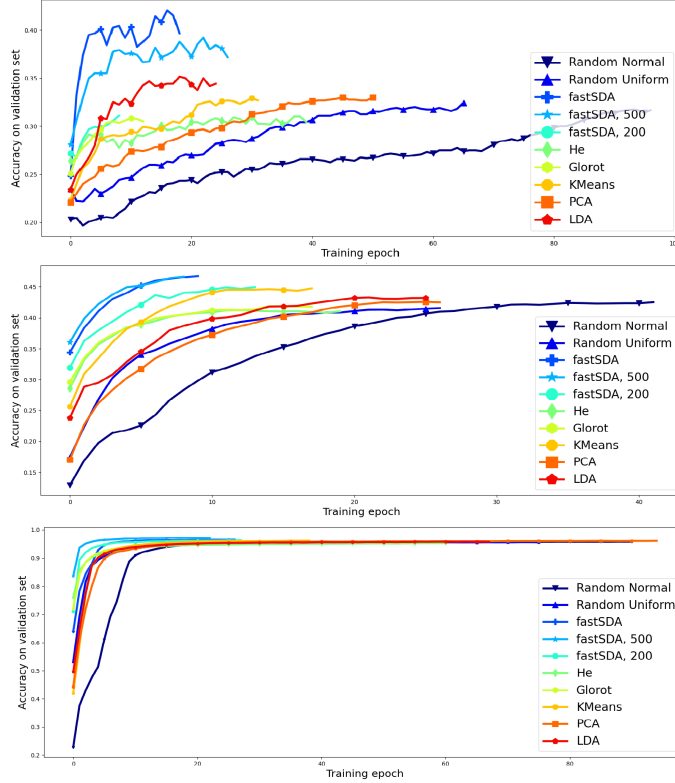 0.40
0.35
0.30
0.25
0.20
Accuracy on validation set
0 20 40 60 80
Training epoch
Random Normal
Random Uniform
fastSDA
fastSDA, 500
fastSDA, 200
He
Glorot
KMeans
PCA
LDA
0.45
0.40
0.35
0.30
0.25
0.20
0.15
Accuracy on validation set
0 10 20 30 40
Training epoch
Random Normal
Random Uniform
fastSDA
fastSDA, 500
fastSDA, 200
He
Glorot
KMeans
PCA
LDA
1.0
0.9
0.8
0.7
0.6
0.5
0.4
0.3
0.2
Accuracy on validation set
0 20 40 60 80
Training epoch
Random Normal
Random Uniform
fastSDA
fastSDA, 500
fastSDA, 200
He
Glorot
KMeans
PCA
LDA